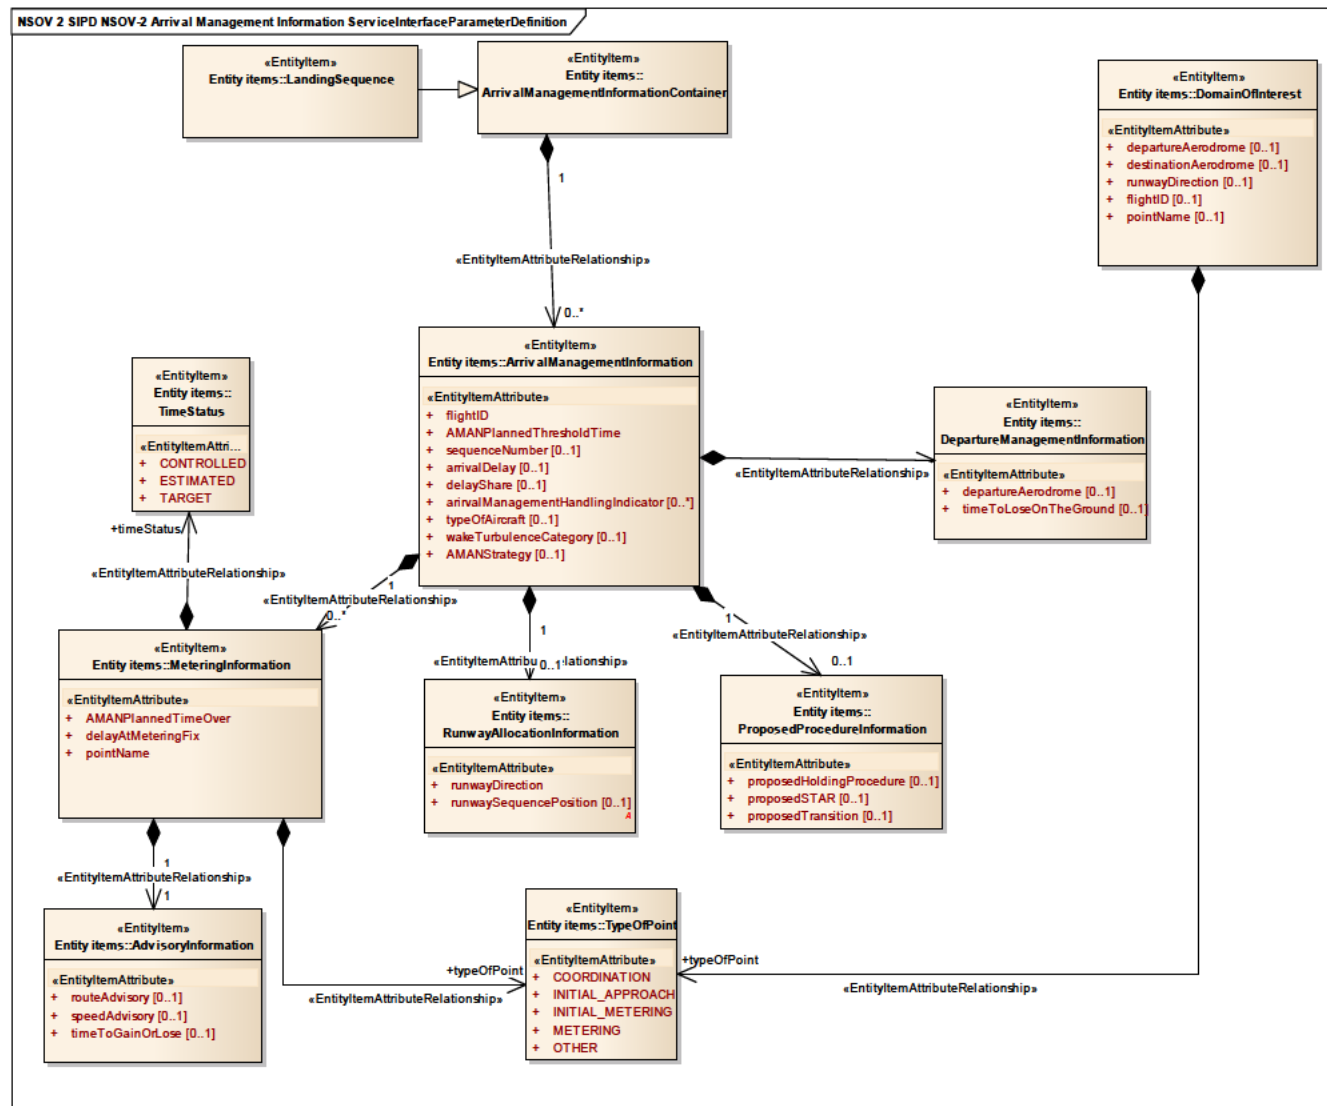 NSOV 2 SIPD NSOV-2 Arrival Management Information ServiceInterfaceParameterDefinition
«EntityItem»
Entity items::LandingSequence
«EntityItem»
Entity items::
ArrivalManagementInformationContainer
«EntityItem»
Entity items::DomainOfInterest
«EntityItemAttribute»
+ departureAerodrome [0..1]
+ destinationAerodrome [0..1]
+ runwayDirection [0..1]
+ flightID [0..1]
+ pointName [0..1]
1
«EntityItemAttributeRelationship»
0..*
«EntityItem»
Entity items::ArrivalManagementInformation
«EntityItemAttribute»
+ flightID
+ AMANPlannedThresholdTime
+ sequenceNumber [0..1]
+ arrivalDelay [0..1]
+ delayShare [0..1]
+ arirvalManagementHandlingIndicator [0..*]
+ typeOfAircraft [0..1]
+ wakeTurbulenceCategory [0..1]
+ AMANStrategy [0..1]
«EntityItem»
Entity items::
TimeStatus
«EntityItemAttri...
+ CONTROLLED
+ ESTIMATED
+ TARGET
+timeStatus
«EntityItemAttributeRelationship»
«EntityItemAttributeRelationship»
«EntityItem»
Entity items::
DepartureManagementInformation
«EntityItemAttribute»
+ departureAerodrome [0..1]
+ timeToLoseOnTheGround [0..1]
1
«EntityItemAttributeRelationship»
0..*
1
«EntityItemAttributeRelationship»
0..1
1
«EntityItemAttributeRelationship»
0..1
«EntityItem»
Entity items::MeteringInformation
«EntityItemAttribute»
+ AMANPlannedTimeOver
+ delayAtMeteringFix
+ pointName
«EntityItem»
Entity items::
RunwayAllocationInformation
«EntityItemAttribute»
+ runwayDirection
+ runwaySequencePosition [0..1]
A
«EntityItem»
Entity items::
ProposedProcedureInformation
«EntityItemAttribute»
+ proposedHoldingProcedure [0..1]
+ proposedSTAR [0..1]
+ proposedTransition [0..1]
1
«EntityItemAttributeRelationship»
1
«EntityItem»
Entity items::AdvisoryInformation
«EntityItemAttribute»
+ routeAdvisory [0..1]
+ speedAdvisory [0..1]
+ timeToGainOrLose [0..1]
+typeOfPoint
«EntityItemAttributeRelationship»
«EntityItem»
Entity items::TypeOfPoint
«EntityItemAttribute»
+ COORDINATION
+ INITIAL_APPROACH
+ INITIAL_METERING
+ METERING
+ OTHER
+typeOfPoint
«EntityItemAttributeRelationship»